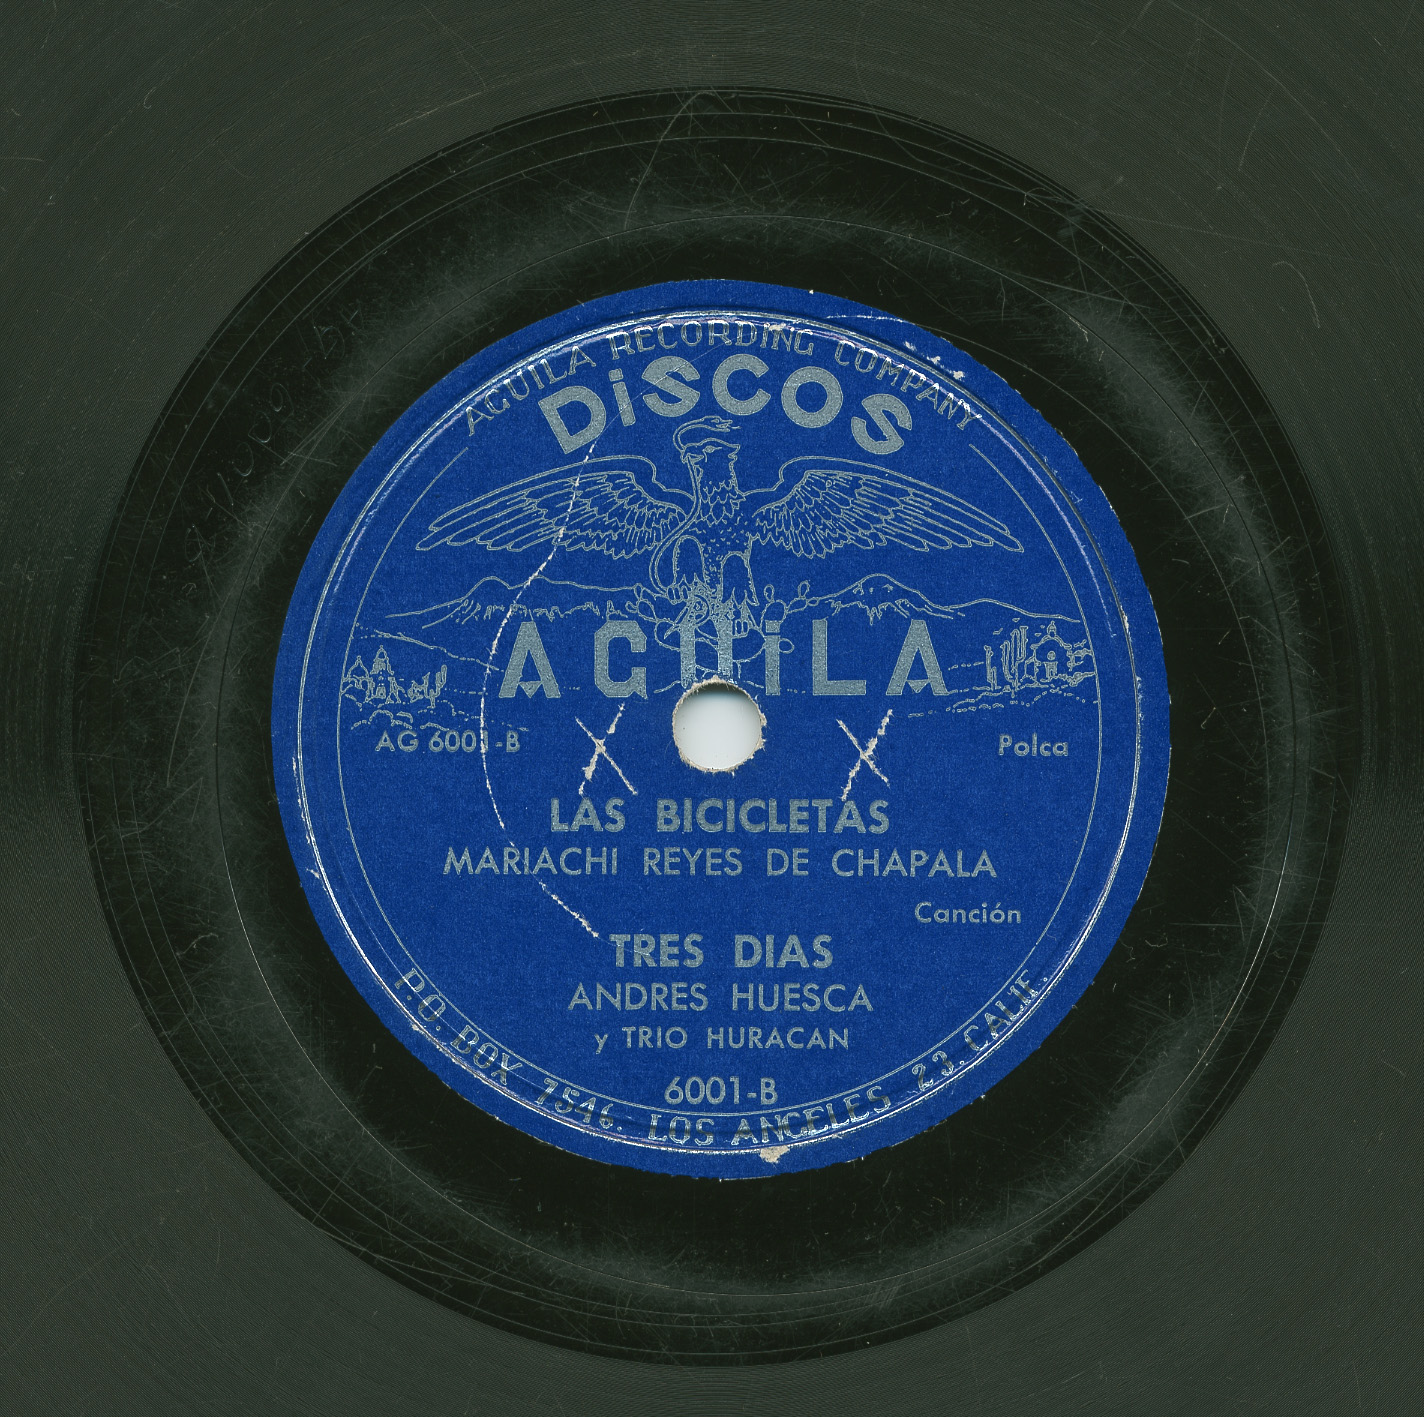 AGUILA RECORDING COMPANY
DiSCOS
AGUiLA
AG 6001-B
Polca
LAS BICICLETAS
MARIACHI REYES DE CHAPALA
Canción
TRES DIAS
ANDRES HUESCA
y TRIO HURACAN
6001-B
P.O. BOX 7546. LOS ANGELES 23. CALIF.